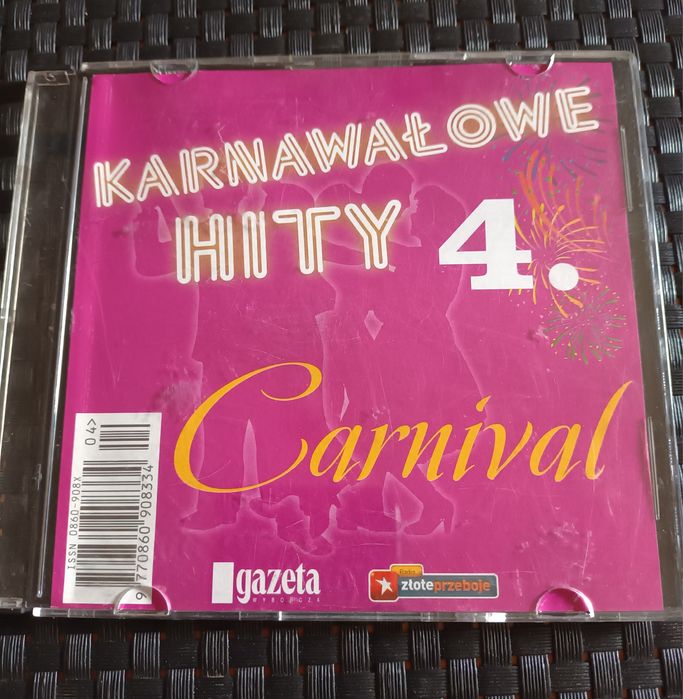 KARNAWAŁOWE
HITY 4.
Carnival
04>
ISSN 0860-908X
9 770860 908334
gazeta
WYBORCZA
Radio
złoteprzeboje